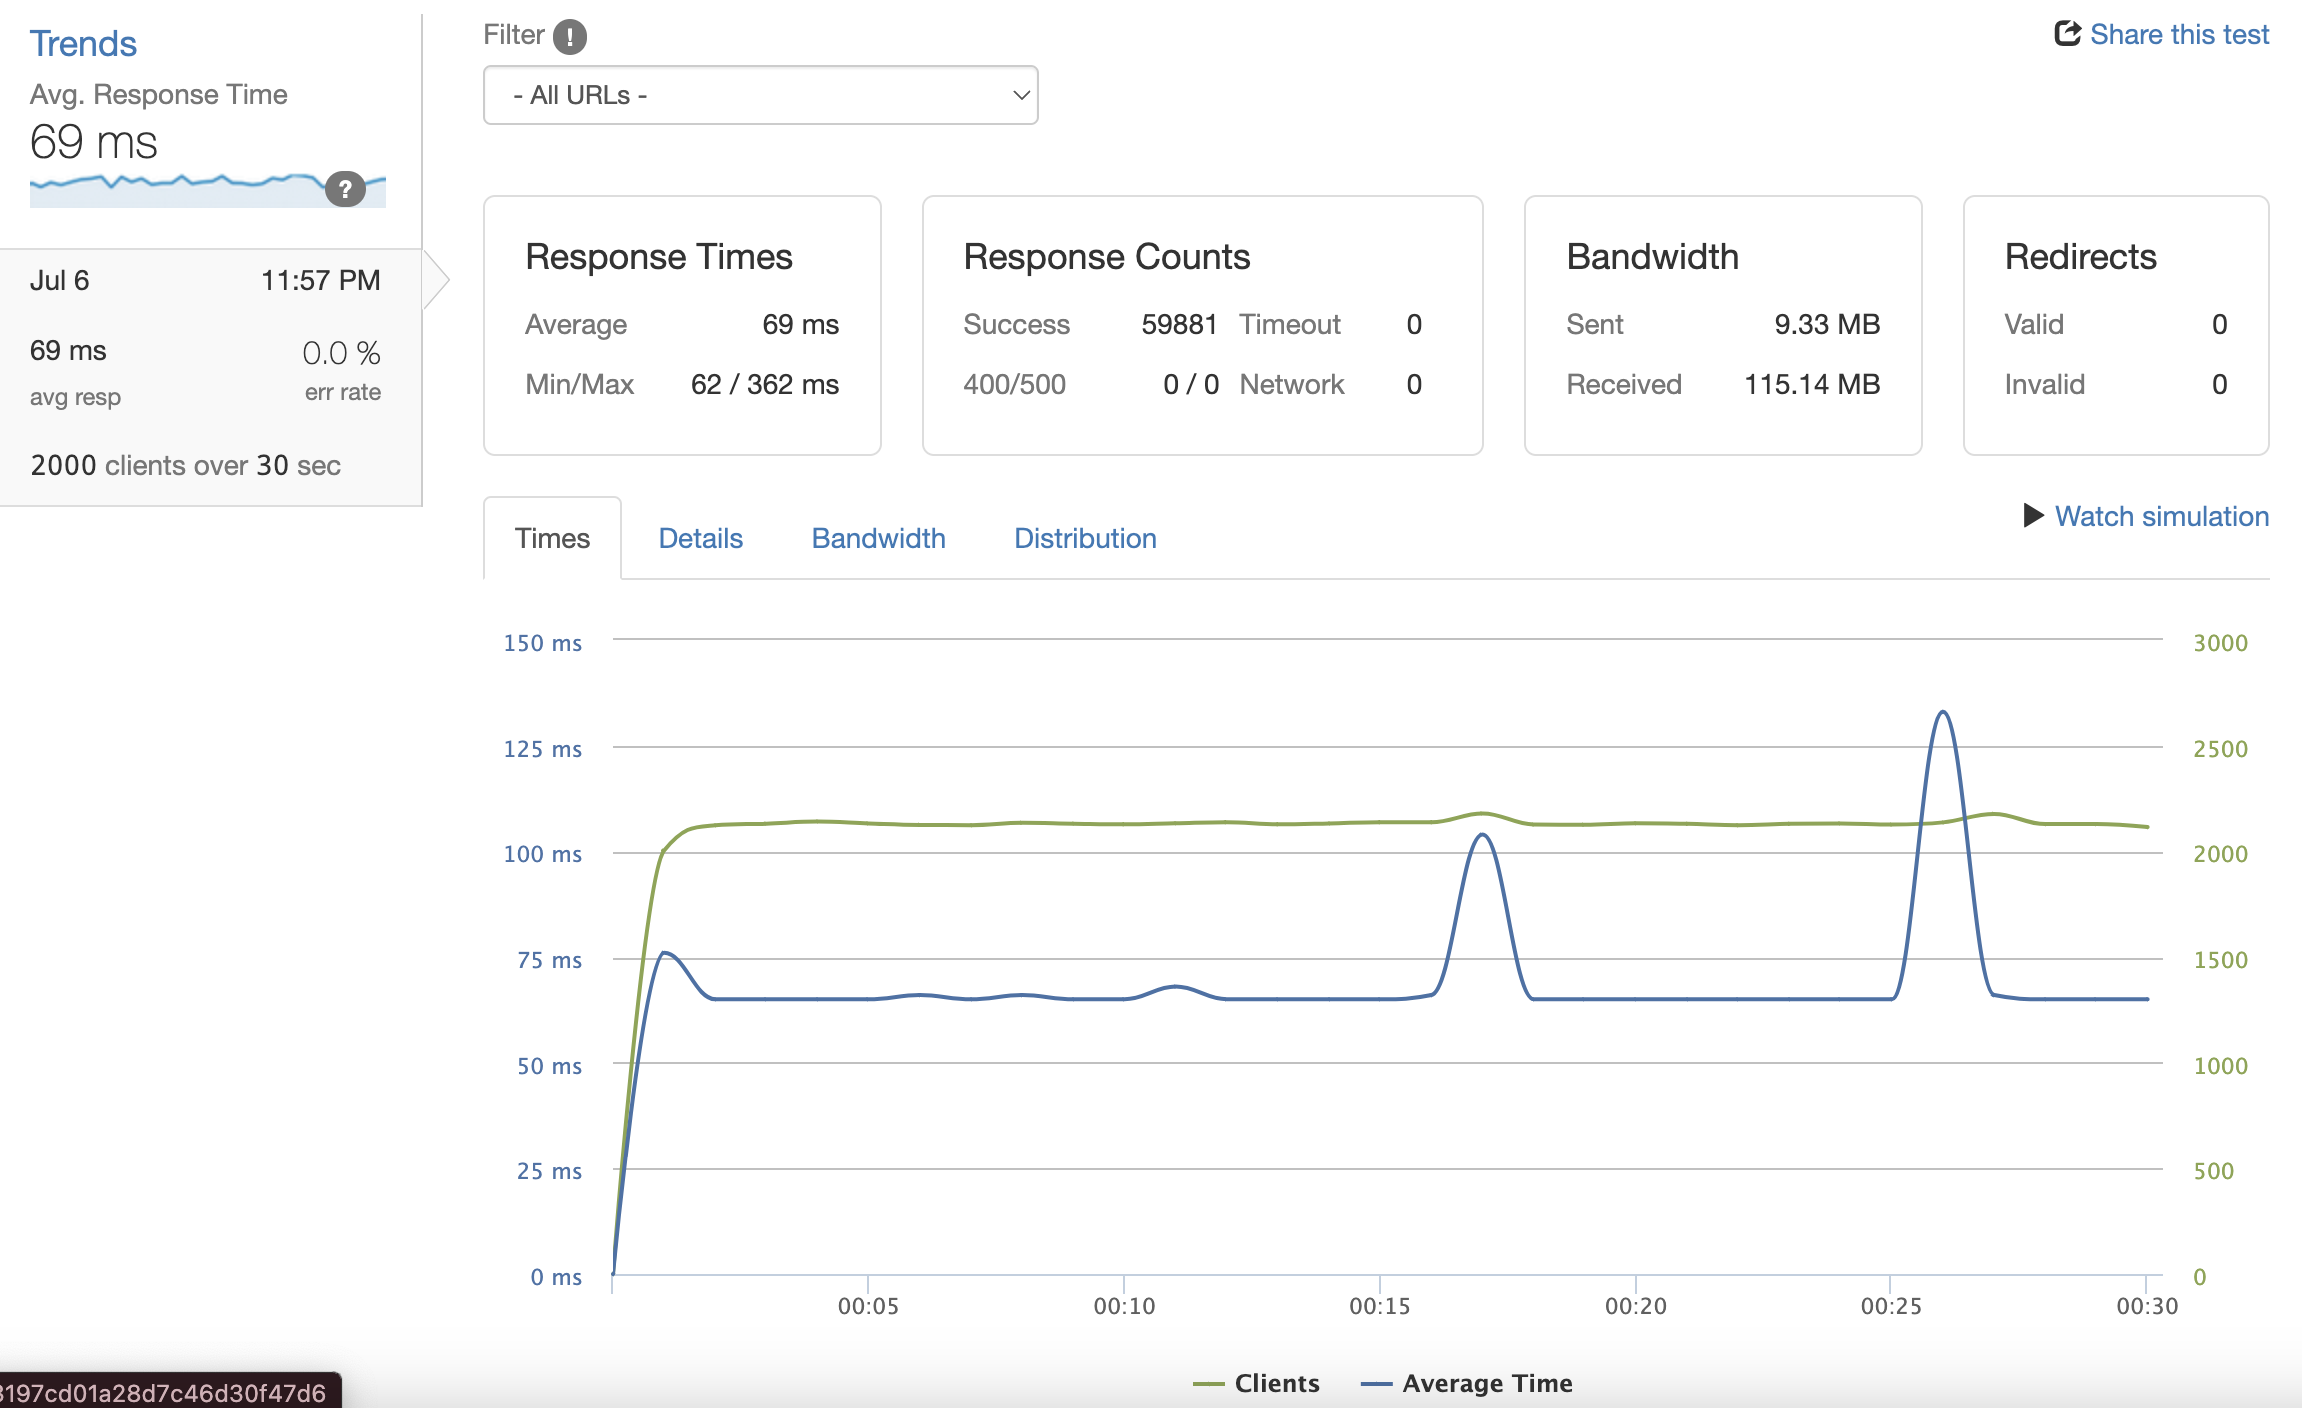 Trends
Avg. Response Time
69 ms
?
Jul 6 11:57 PM
69 ms 0.0 %
avg resp err rate
2000 clients over 30 sec
Filter !
- All URLs -
Share this test
Response Times
Average 69 ms
Min/Max 62 / 362 ms
Response Counts
Success 59881 Timeout 0
400/500 0 / 0 Network 0
Bandwidth
Sent 9.33 MB
Received 115.14 MB
Redirects
Valid 0
Invalid 0
Times Details Bandwidth Distribution
Watch simulation
150 ms 3000
125 ms 2500
100 ms 2000
75 ms 1500
50 ms 1000
25 ms 500
0 ms 0
00:05 00:10 00:15 00:20 00:25 00:30
Clients Average Time
3197cd01a28d7c46d30f47d6